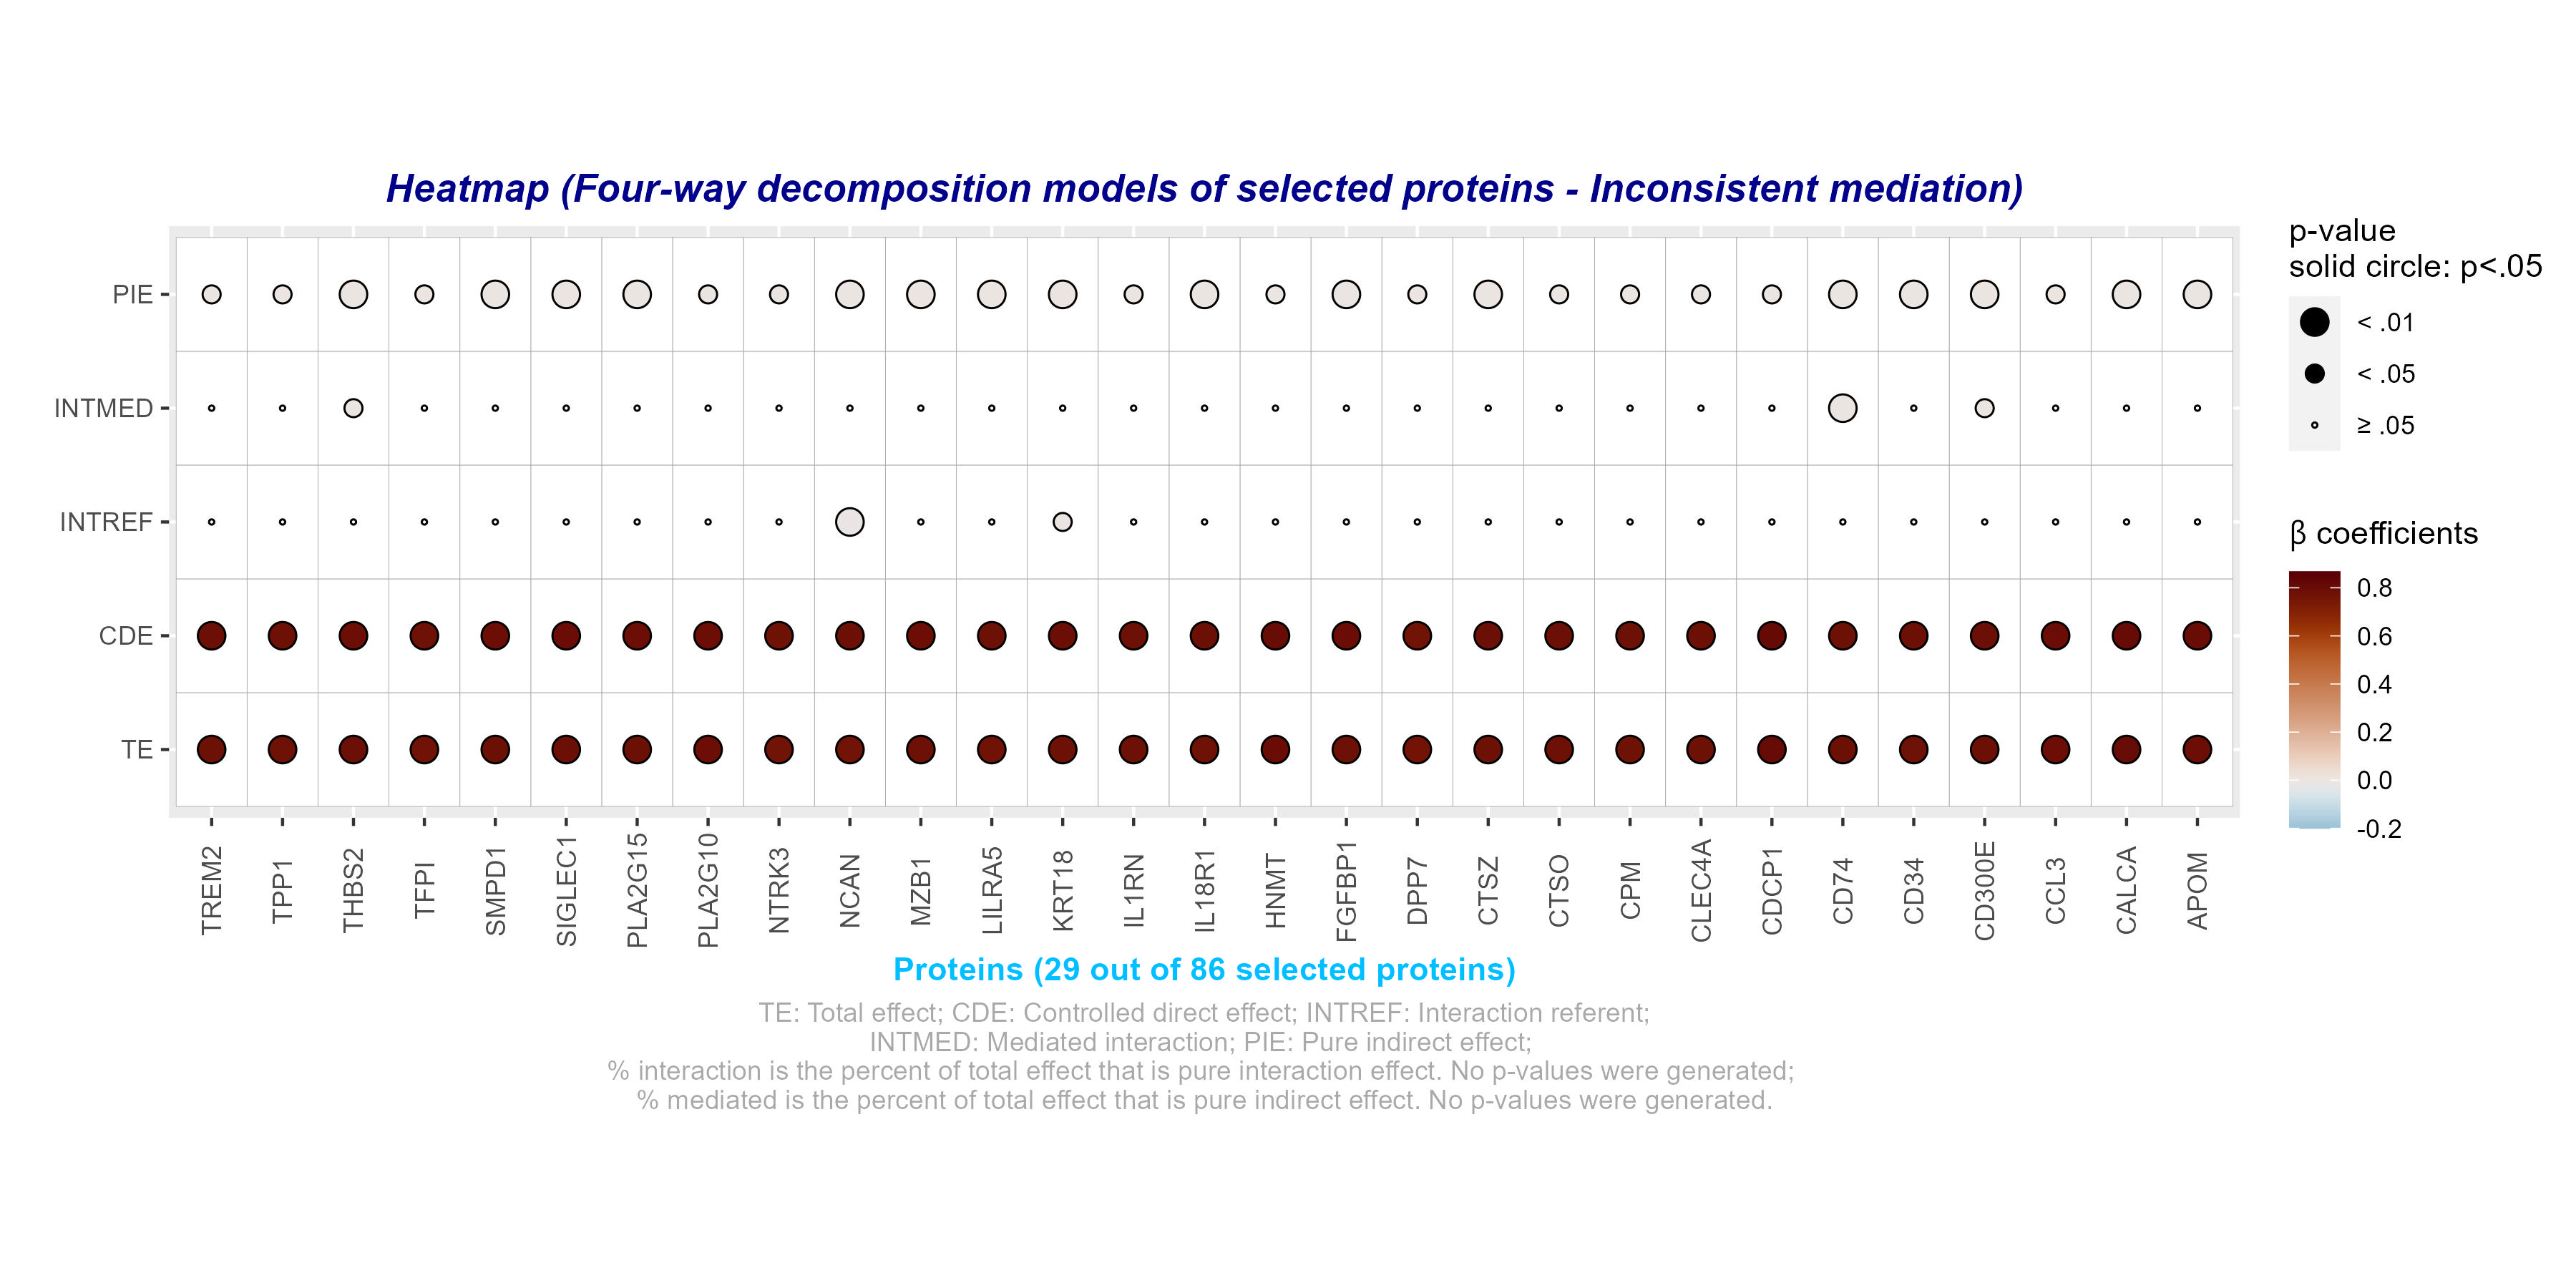 Heatmap (Four-way decomposition models of selected proteins - Inconsistent mediation)
p-value
solid circle: p<.05
< .01
< .05
≥ .05
β coefficients
0.8
0.6
0.4
0.2
0.0
-0.2
PIE
INTMED
INTREF
CDE
TE
TREM2
TPP1
THBS2
TFPI
SMPD1
SIGLEC1
PLA2G15
PLA2G10
NTRK3
NCAN
MZB1
LILRA5
KRT18
IL1RN
IL18R1
HNMT
FGFBP1
DPP7
CTSZ
CTSO
CPM
CLEC4A
CDCP1
CD74
CD34
CD300E
CCL3
CALCA
APOM
Proteins (29 out of 86 selected proteins)
TE: Total effect; CDE: Controlled direct effect; INTREF: Interaction referent;
INTMED: Mediated interaction; PIE: Pure indirect effect;
% interaction is the percent of total effect that is pure interaction effect. No p-values were generated;
% mediated is the percent of total effect that is pure indirect effect. No p-values were generated.